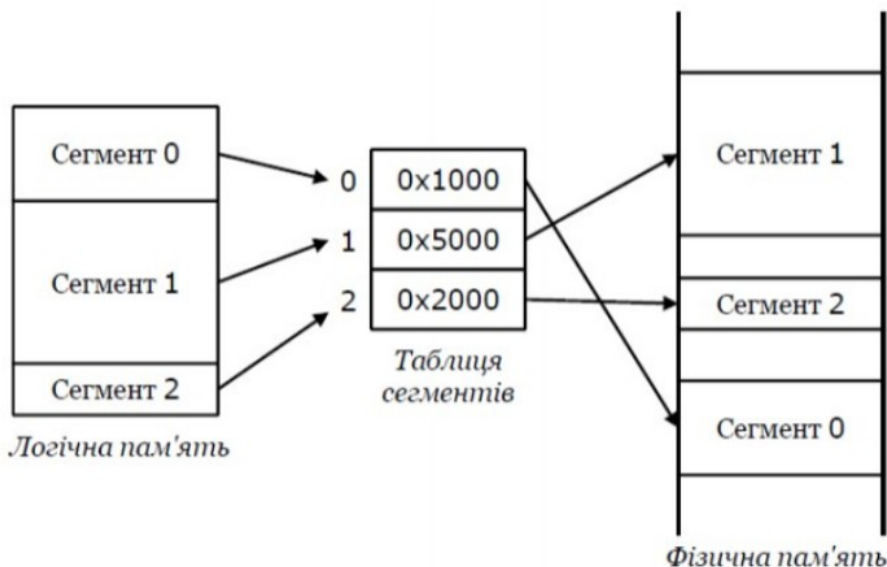 Сегмент 0
Сегмент 1
Сегмент 2
Логічна пам'ять
0 0x1000
1 0x5000
2 0x2000
Таблиця
сегментів
Сегмент 1
Сегмент 2
Сегмент 0
Фізична пам'ять